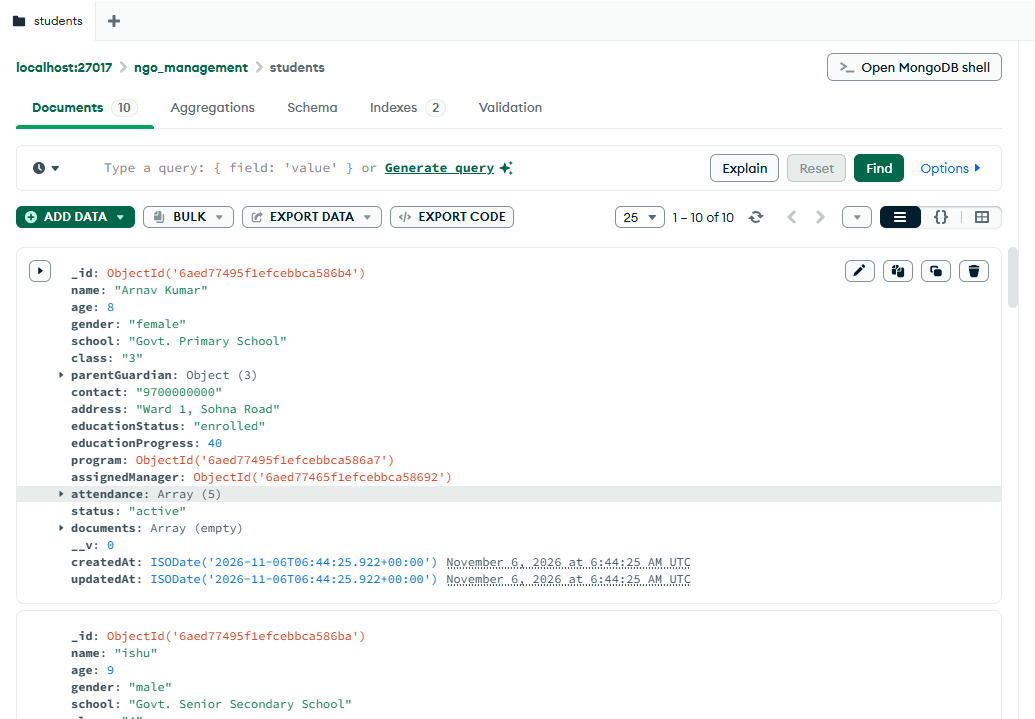 students
localhost:27017 > ngo_management > students
>_ Open MongoDB shell
Documents 10 Aggregations Schema Indexes 2 Validation
Type a query: { field: 'value' } or Generate query
Explain Reset Find Options
ADD DATA BULK EXPORT DATA </> EXPORT CODE 25 1 – 10 of 10 {}
_id: ObjectId('6aed77495f1efcebbca586b4')
name: "Arnav Kumar"
age: 8
gender: "female"
school: "Govt. Primary School"
class: "3"
parentGuardian: Object (3)
contact: "9700000000"
address: "Ward 1, Sohna Road"
educationStatus: "enrolled"
educationProgress: 40
program: ObjectId('6aed77495f1efcebbca586a7')
assignedManager: ObjectId('6aed77465f1efcebbca58692')
attendance: Array (5)
status: "active"
documents: Array (empty)
__v: 0
createdAt: ISODate('2026-11-06T06:44:25.922+00:00') November 6, 2026 at 6:44:25 AM UTC
updatedAt: ISODate('2026-11-06T06:44:25.922+00:00') November 6, 2026 at 6:44:25 AM UTC
_id: ObjectId('6aed77495f1efcebbca586ba')
name: "ishu"
age: 9
gender: "male"
school: "Govt. Senior Secondary School"